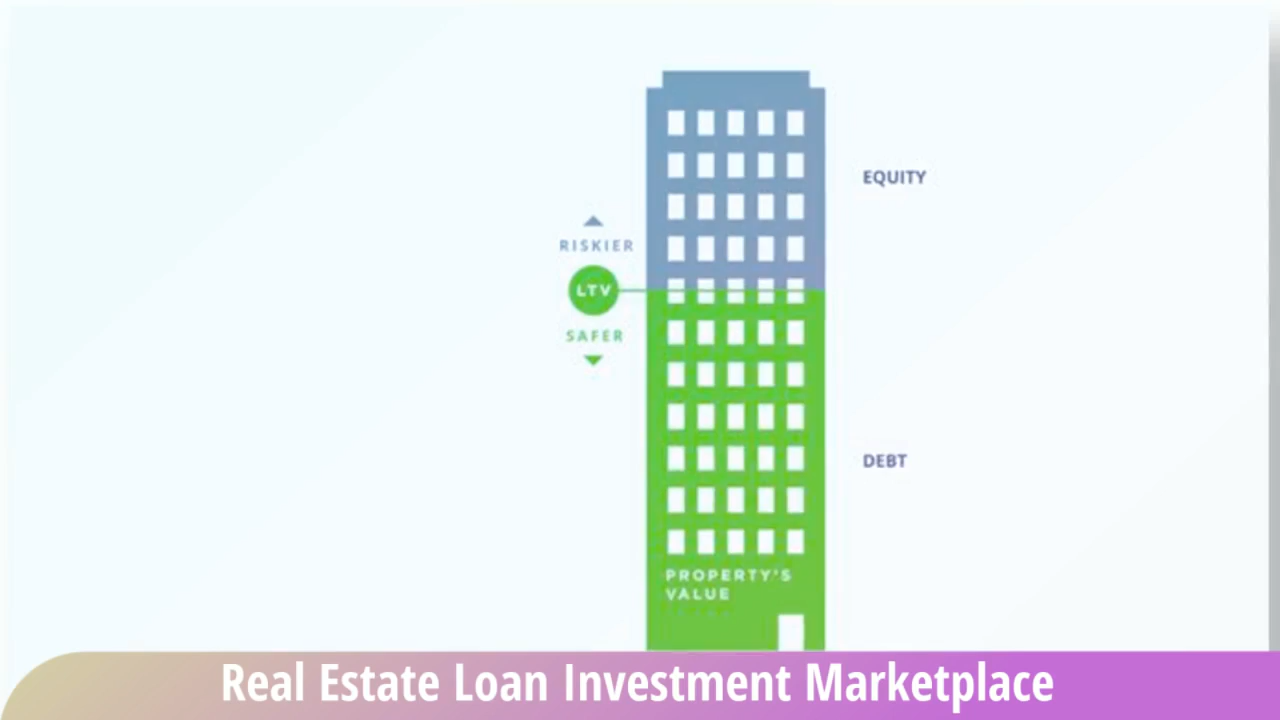 EQUITY
RISKIER
LTV
SAFER
DEBT
PROPERTY'S
VALUE
Real Estate Loan Investment Marketplace